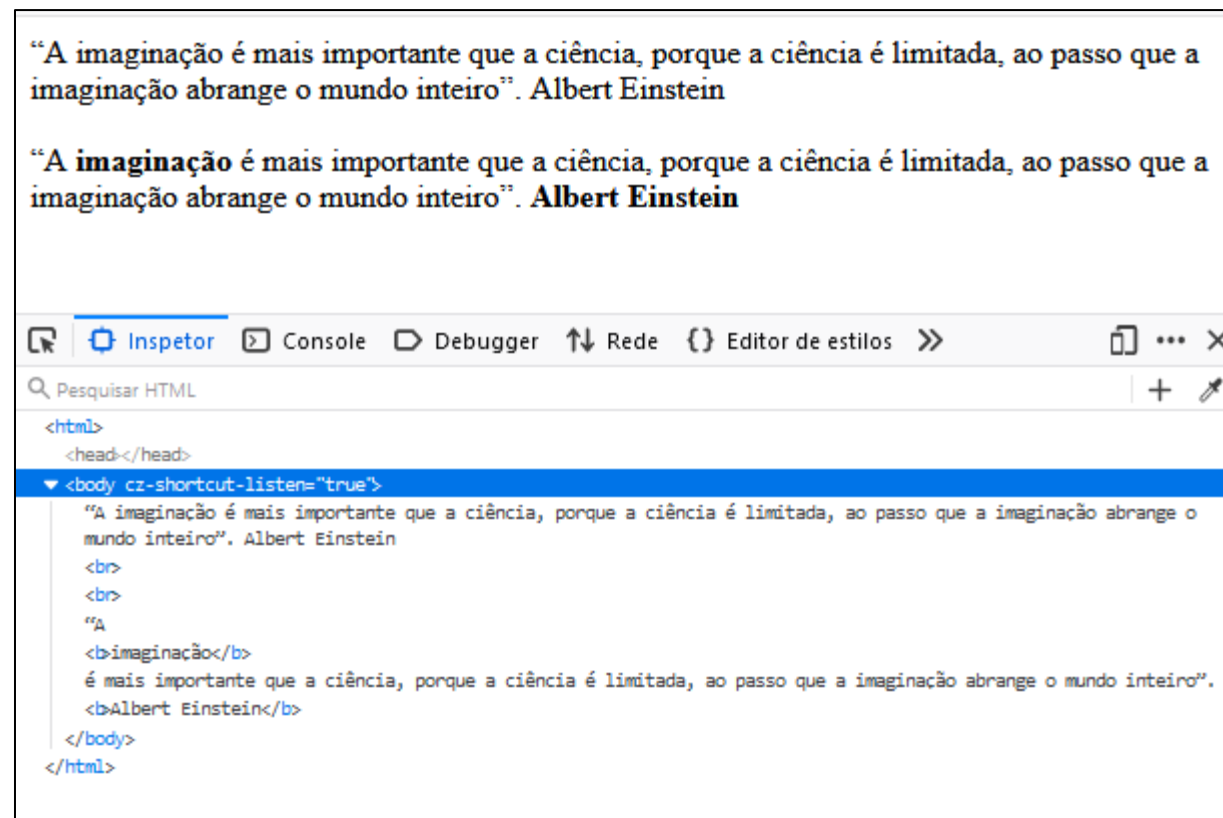 “A imaginação é mais importante que a ciência, porque a ciência é limitada, ao passo que a
imaginação abrange o mundo inteiro”. Albert Einstein
“A imaginação é mais importante que a ciência, porque a ciência é limitada, ao passo que a
imaginação abrange o mundo inteiro”. Albert Einstein
Inspetor Console Debugger Rede {} Editor de estilos
Pesquisar HTML
<html>
<head></head>
<body cz-shortcut-listen="true">
“A imaginação é mais importante que a ciência, porque a ciência é limitada, ao passo que a imaginação abrange o
mundo inteiro”. Albert Einstein
<br>
<br>
“A
<b>imaginação</b>
é mais importante que a ciência, porque a ciência é limitada, ao passo que a imaginação abrange o mundo inteiro”.
<b>Albert Einstein</b>
</body>
</html>